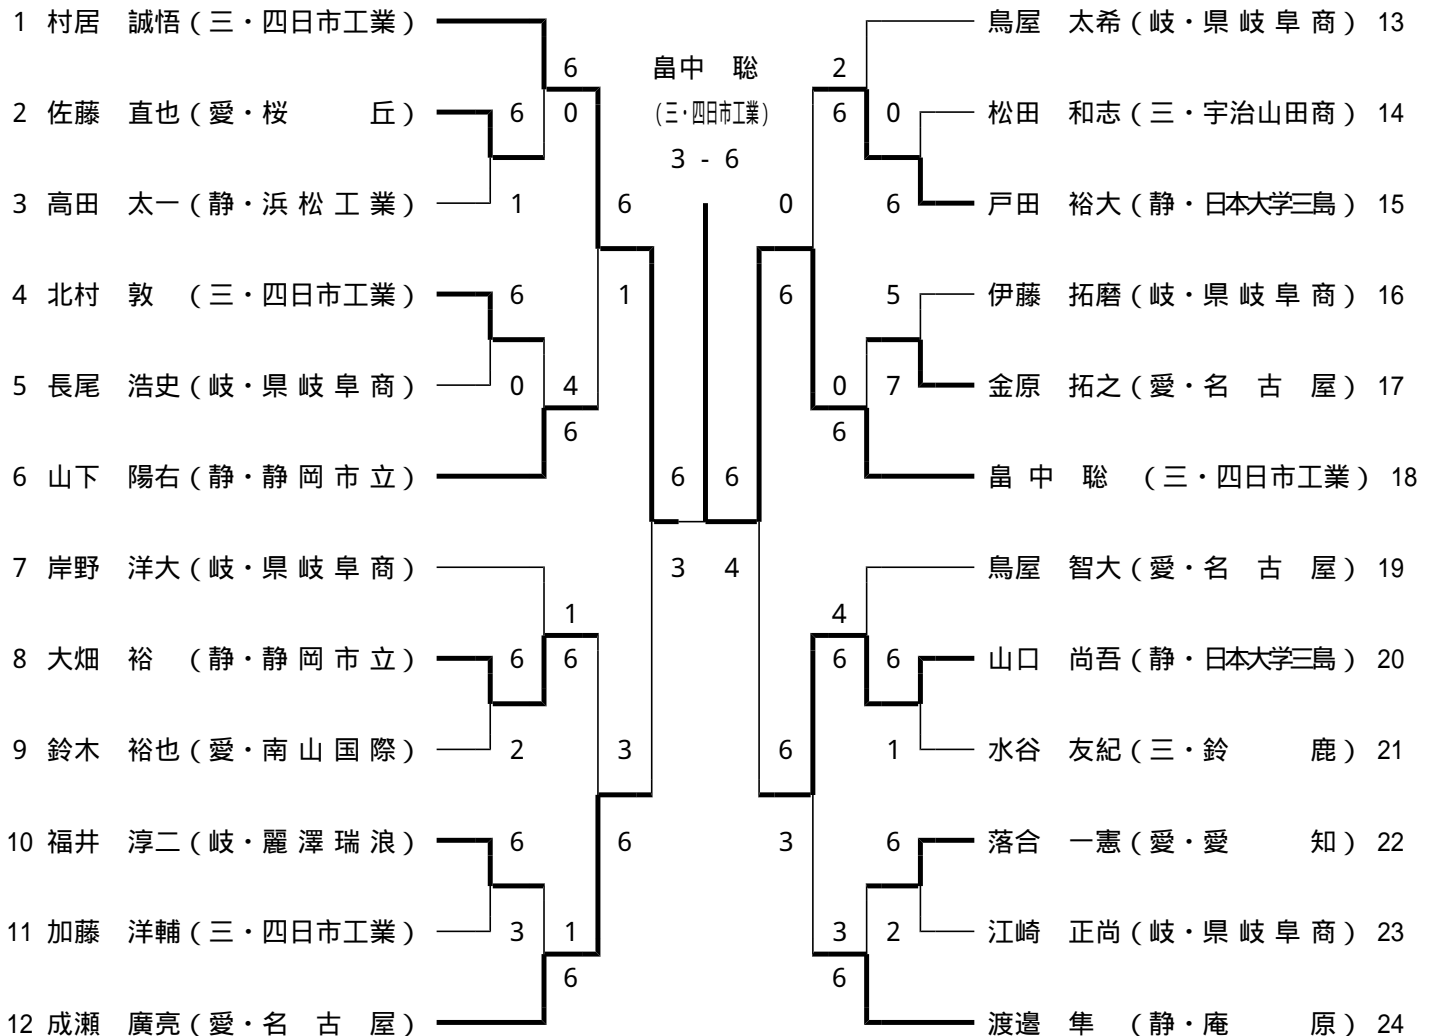 1 村居　誠悟（三・四日市工業）
6
2 佐藤　直也（愛・桜　　　丘）
6 0
3 高田　太一（静・浜 松 工 業）
1 6
4 北村　敦　（三・四日市工業）
6 1
5 長尾　浩史（岐・県 岐 阜 商）
0 4
6
6 山下　陽右（静・静 岡 市 立）
6
7 岸野　洋大（岐・県 岐 阜 商）
3
1
8 大畑　裕　（静・静 岡 市 立）
6 6
9 鈴木　裕也（愛・南 山 国 際）
2 3
10 福井　淳二（岐・麗 澤 瑞 浪）
6 6
11 加藤　洋輔（三・四日市工業）
3 1
6
12 成瀬　廣亮（愛・名　古　屋）
畠中　聡
（三・四日市工業）
3 - 6
鳥屋　太希（岐・県 岐 阜 商） 13
2
6 0
松田　和志（三・宇治山田商） 14
0 6
戸田　裕大（静・日本大学三島） 15
6 5
伊藤　拓磨（岐・県 岐 阜 商） 16
0 7
金原　拓之（愛・名　古　屋） 17
6
6
畠 中　聡　（三・四日市工業） 18
4
鳥屋　智大（愛・名　古　屋） 19
4
6 6
山口　尚吾（静・日本大学三島） 20
6 1
水谷　友紀（三・鈴　　　鹿） 21
3 6
落合　一憲（愛・愛　　　知） 22
3 2
江崎　正尚（岐・県 岐 阜 商） 23
6
渡邉　隼　（静・庵　　　原） 24